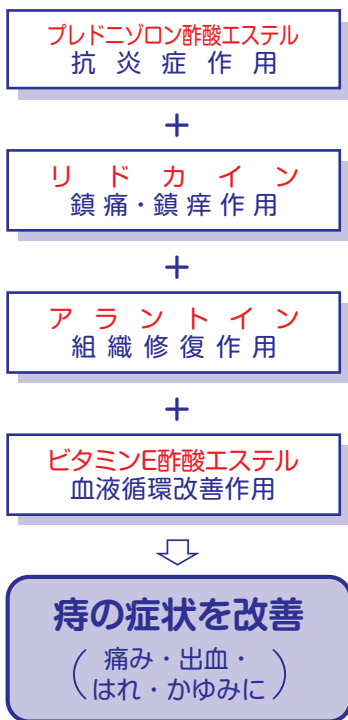 プレドニゾロン酢酸エステル
抗炎症作用
+
リドカイン
鎮痛・鎮痒作用
+
アラントイン
組織修復作用
+
ビタミンE酢酸エステル
血液循環改善作用
痔の症状を改善
(痛み・出血・
はれ・かゆみに)